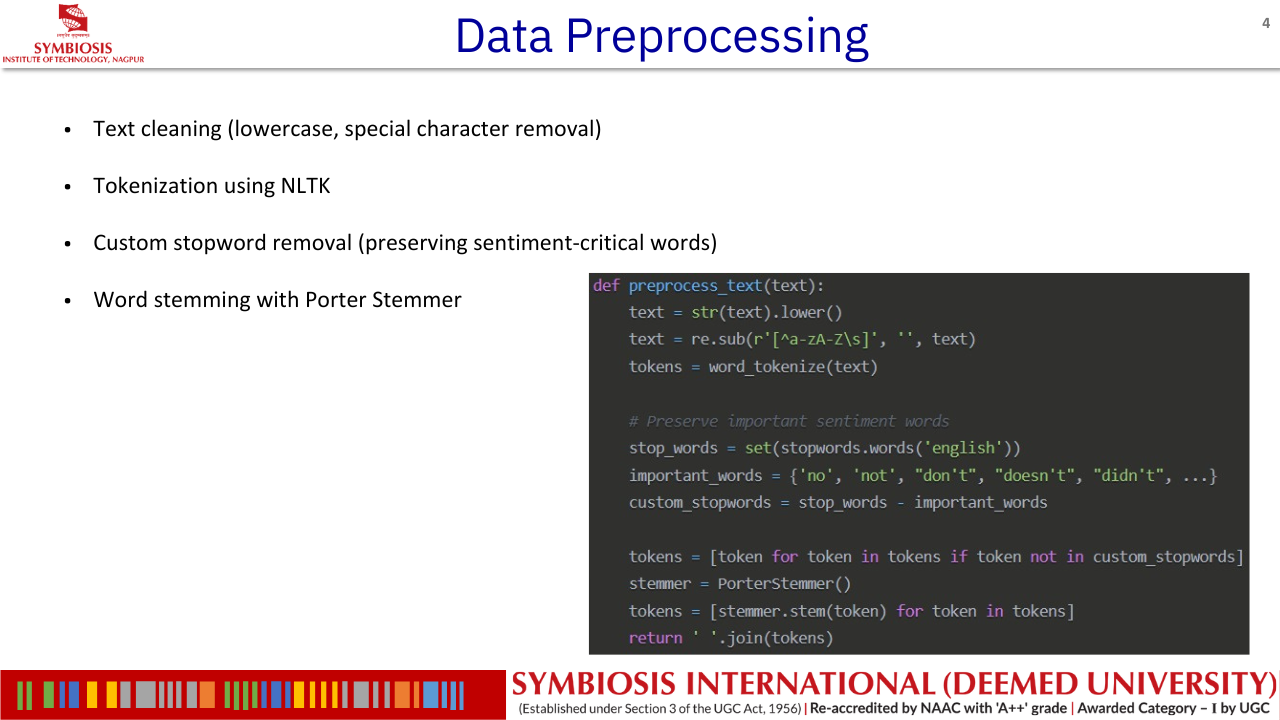 SYMBIOSIS
INSTITUTE OF TECHNOLOGY, NAGPUR
Data Preprocessing
4
• Text cleaning (lowercase, special character removal)
• Tokenization using NLTK
• Custom stopword removal (preserving sentiment-critical words)
• Word stemming with Porter Stemmer
def preprocess_text(text):
    text = str(text).lower()
    text = re.sub(r'[^a-zA-Z\s]', '', text)
    tokens = word_tokenize(text)
    # Preserve important sentiment words
    stop_words = set(stopwords.words('english'))
    important_words = {'no', 'not', "don't", "doesn't", "didn't", ...}
    custom_stopwords = stop_words - important_words
    tokens = [token for token in tokens if token not in custom_stopwords]
    stemmer = PorterStemmer()
    tokens = [stemmer.stem(token) for token in tokens]
    return ' '.join(tokens)
SYMBIOSIS INTERNATIONAL (DEEMED UNIVERSITY)
(Established under Section 3 of the UGC Act, 1956) | Re-accredited by NAAC with 'A++' grade | Awarded Category – I by UGC